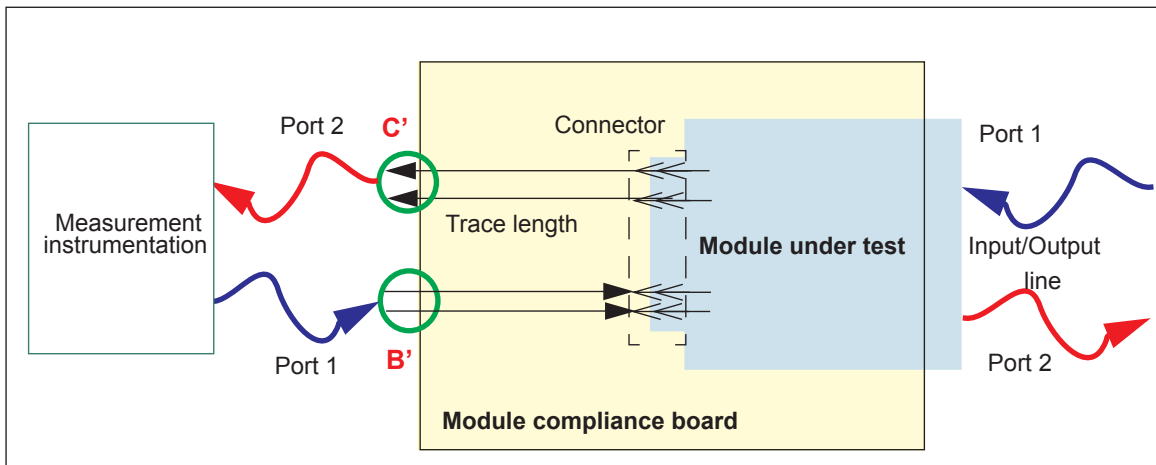 Port 2
C’
Connector
Port 1
Measurement
instrumentation
Trace length
Module under test
Input/Output
line
Port 1
B’
Port 2
Module compliance board